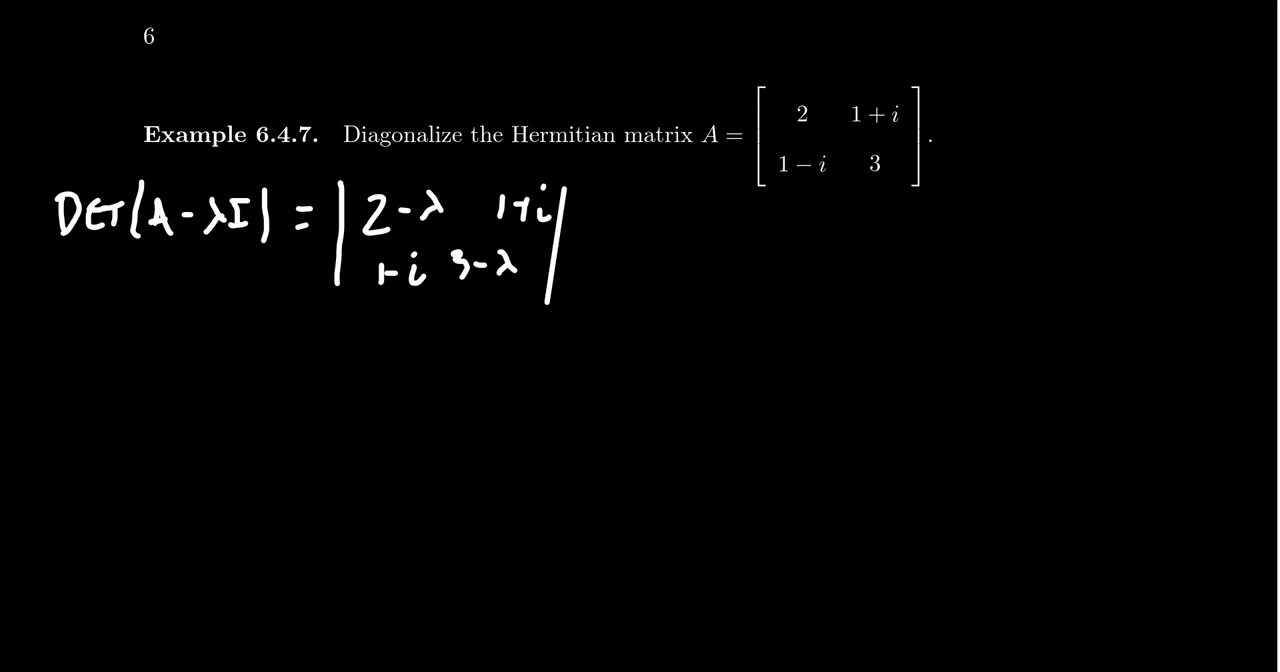 6
Example 6.4.7. Diagonalize the Hermitian matrix A = [ 2 1 + i
1 − i 3 ] .
DET(A - λI) = | 2 - λ 1+i
1-i 3 - λ |